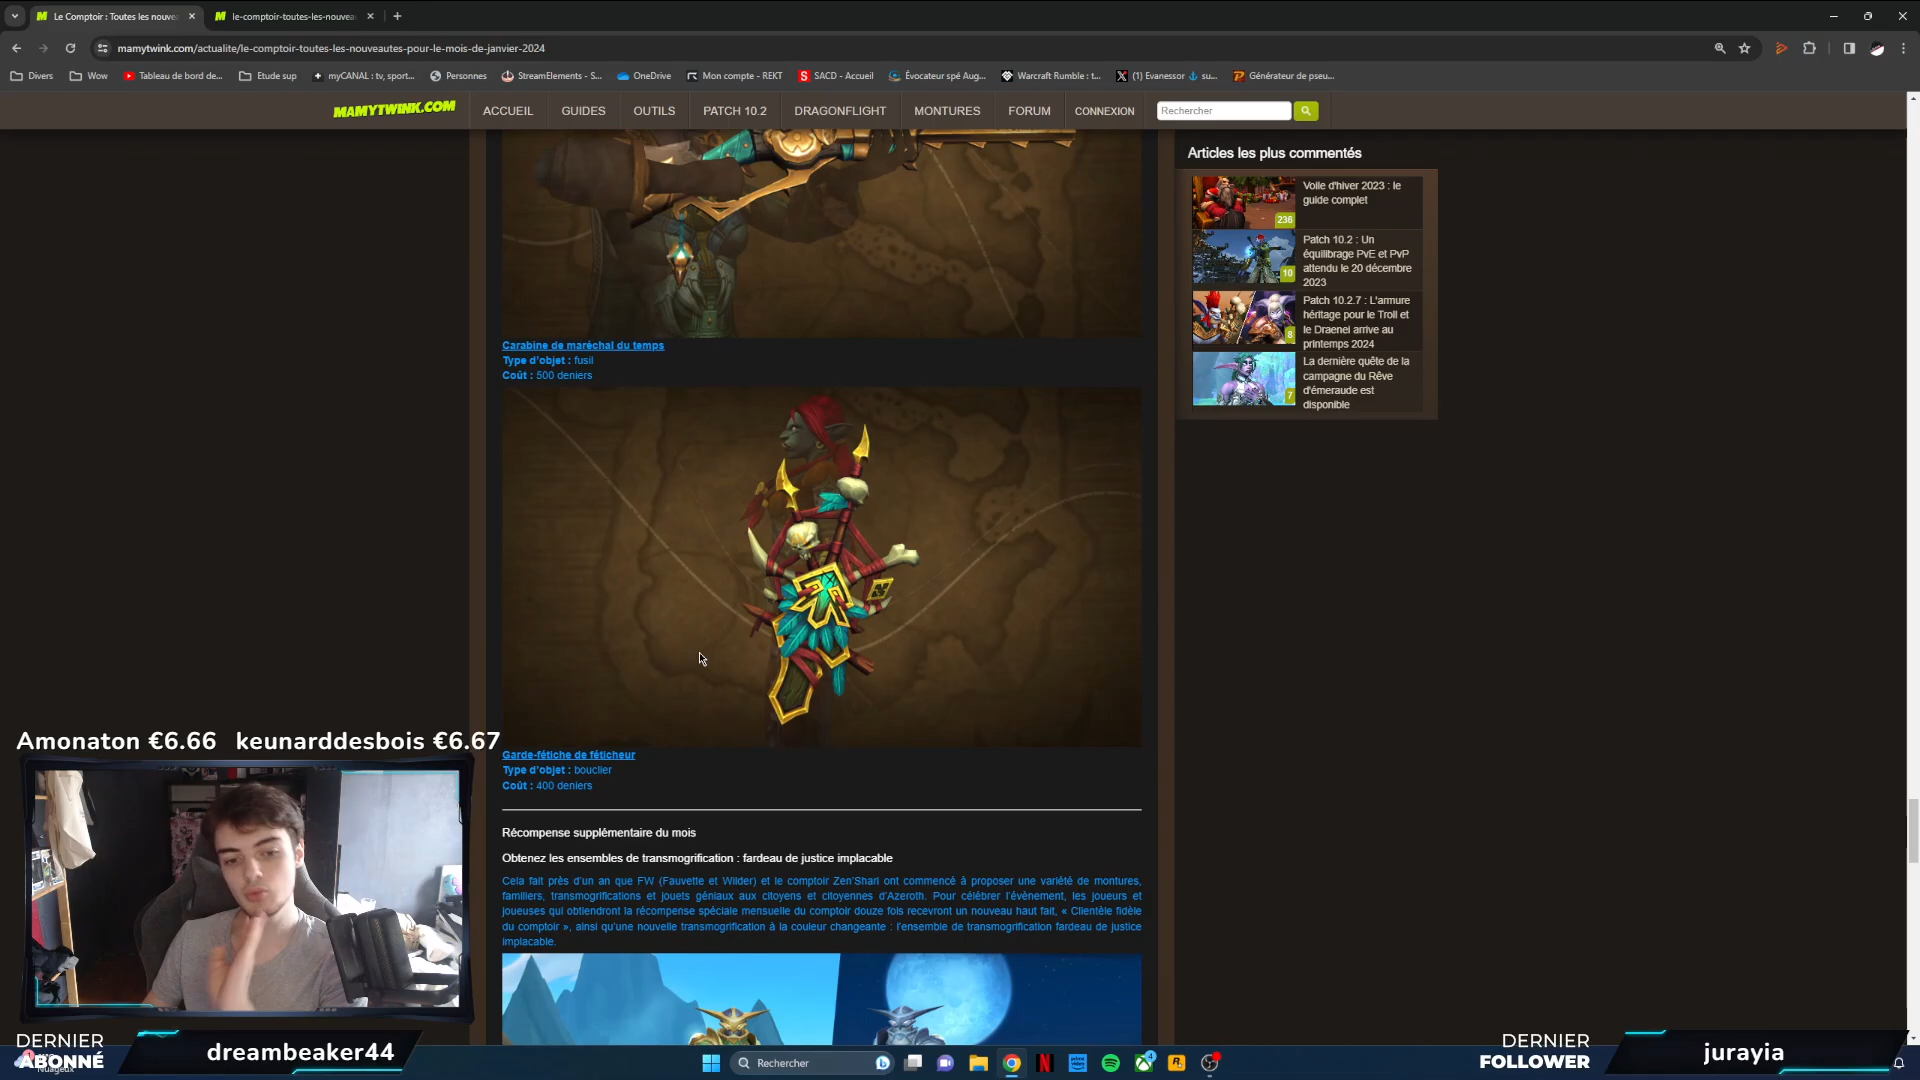 Le Comptoir : Toutes les nouve
le-comptoir-toutes-les-nouveau
mamytwink.com/actualite/le-comptoir-toutes-les-nouveautes-pour-le-mois-de-janvier-2024
Divers
Wow
Tableau de bord de...
Etude sup
myCANAL : tv, sport...
Personnes
StreamElements - S...
OneDrive
Mon compte - REKT
SACD - Accueil
Évocateur spé Aug...
Warcraft Rumble : t...
(1) Evanessor ⚓ su...
Générateur de pseu...
MAMYTWINK.COM
ACCUEIL
GUIDES
OUTILS
PATCH 10.2
DRAGONFLIGHT
MONTURES
FORUM
CONNEXION
Rechercher
Articles les plus commentés
Voile d'hiver 2023 : le
guide complet
236
Patch 10.2 : Un
équilibrage PvE et PvP
attendu le 20 décembre
2023
10
Patch 10.2.7 : L'armure
héritage pour le Troll et
le Draenei arrive au
printemps 2024
8
La dernière quête de la
campagne du Rêve
d'émeraude est
disponible
7
Carabine de maréchal du temps
Type d'objet : fusil
Coût : 500 deniers
Garde-fétiche de féticheur
Type d'objet : bouclier
Coût : 400 deniers
Récompense supplémentaire du mois
Obtenez les ensembles de transmogrification : fardeau de justice implacable
Cela fait près d'un an que FW (Fauvette et Wilder) et le comptoir Zen'Shari ont commencé à proposer une variété de montures,
familiers, transmogrifications et jouets géniaux aux citoyens et citoyennes d'Azeroth. Pour célébrer l'évènement, les joueurs et
joueuses qui obtiendront la récompense spéciale mensuelle du comptoir douze fois recevront un nouveau haut fait, « Clientèle fidèle
du comptoir », ainsi qu'une nouvelle transmogrification à la couleur changeante : l'ensemble de transmogrification fardeau de justice
implacable.
Amonaton €6.66 keunarddesbois €6.67
DERNIER
ABONNÉ
dreambeaker44
Nuageux
Rechercher
4
DERNIER
FOLLOWER
jurayia